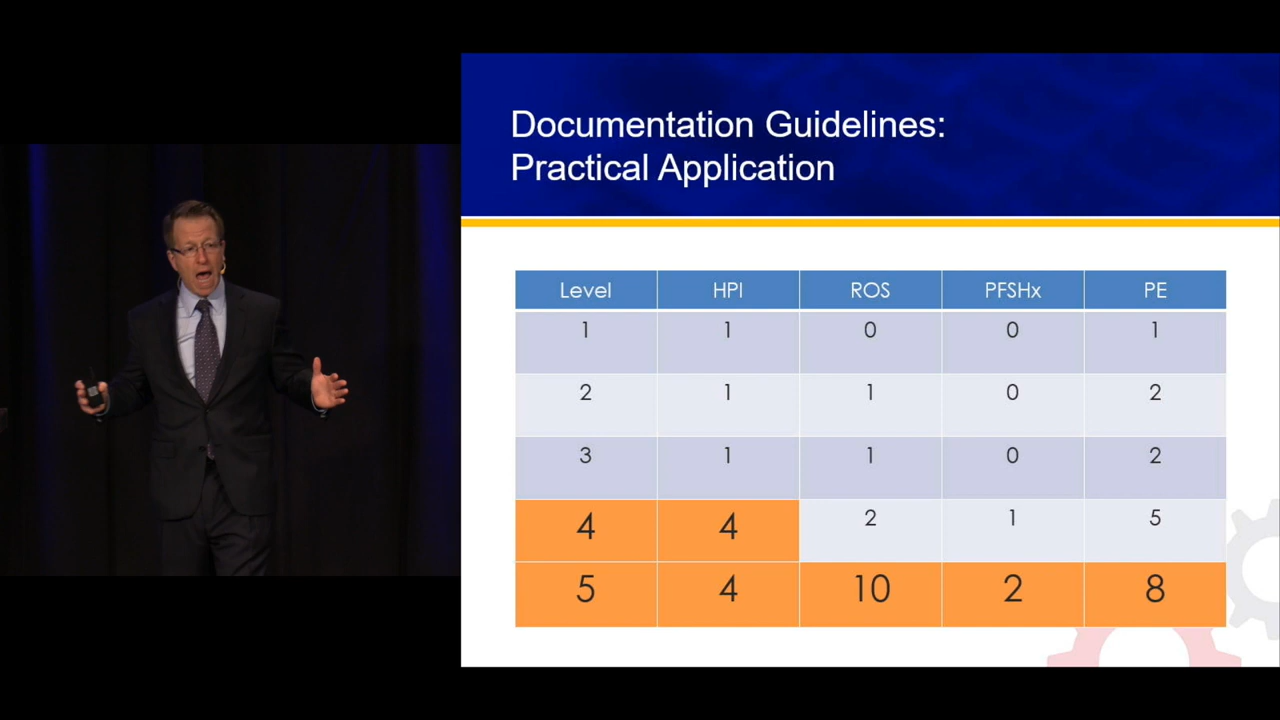 Documentation Guidelines:
Practical Application
Level HPI ROS PFSHx PE
1 1 0 0 1
2 1 1 0 2
3 1 1 0 2
4 4 2 1 5
5 4 10 2 8